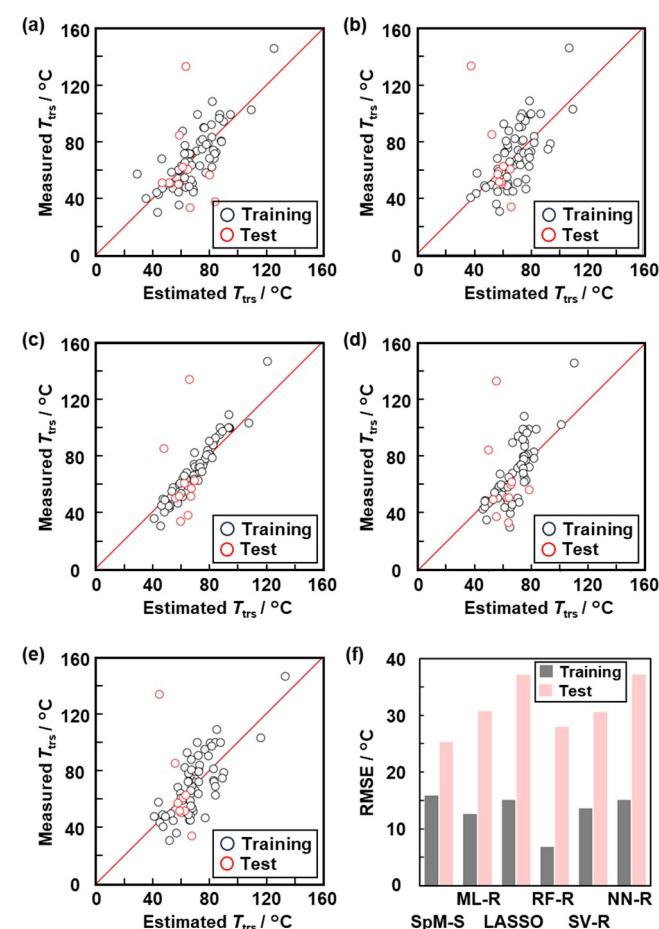 (a)
160
120
80
40
0
Measured Ttrs / °C
0 40 80 120 160
Estimated Ttrs / °C
Training
Test
(b)
160
120
80
40
0
Measured Ttrs / °C
0 40 80 120 160
Estimated Ttrs / °C
Training
Test
(c)
160
120
80
40
0
Measured Ttrs / °C
0 40 80 120 160
Estimated Ttrs / °C
Training
Test
(d)
160
120
80
40
0
Measured Ttrs / °C
0 40 80 120 160
Estimated Ttrs / °C
Training
Test
(e)
160
120
80
40
0
Measured Ttrs / °C
0 40 80 120 160
Estimated Ttrs / °C
Training
Test
(f)
40
30
20
10
0
RMSE / °C
Training
Test
ML-R RF-R NN-R
SpM-S LASSO SV-R